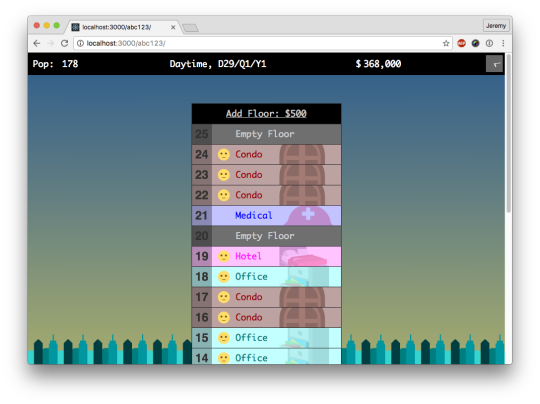 localhost:3000/abc123/
Jeremy
localhost:3000/abc123/
Pop: 178
Daytime, D29/Q1/Y1
$368,000
Add Floor: $500
25 Empty Floor
24 Condo
23 Condo
22 Condo
21 Medical
20 Empty Floor
19 Hotel
18 Office
17 Condo
16 Condo
15 Office
14 Office